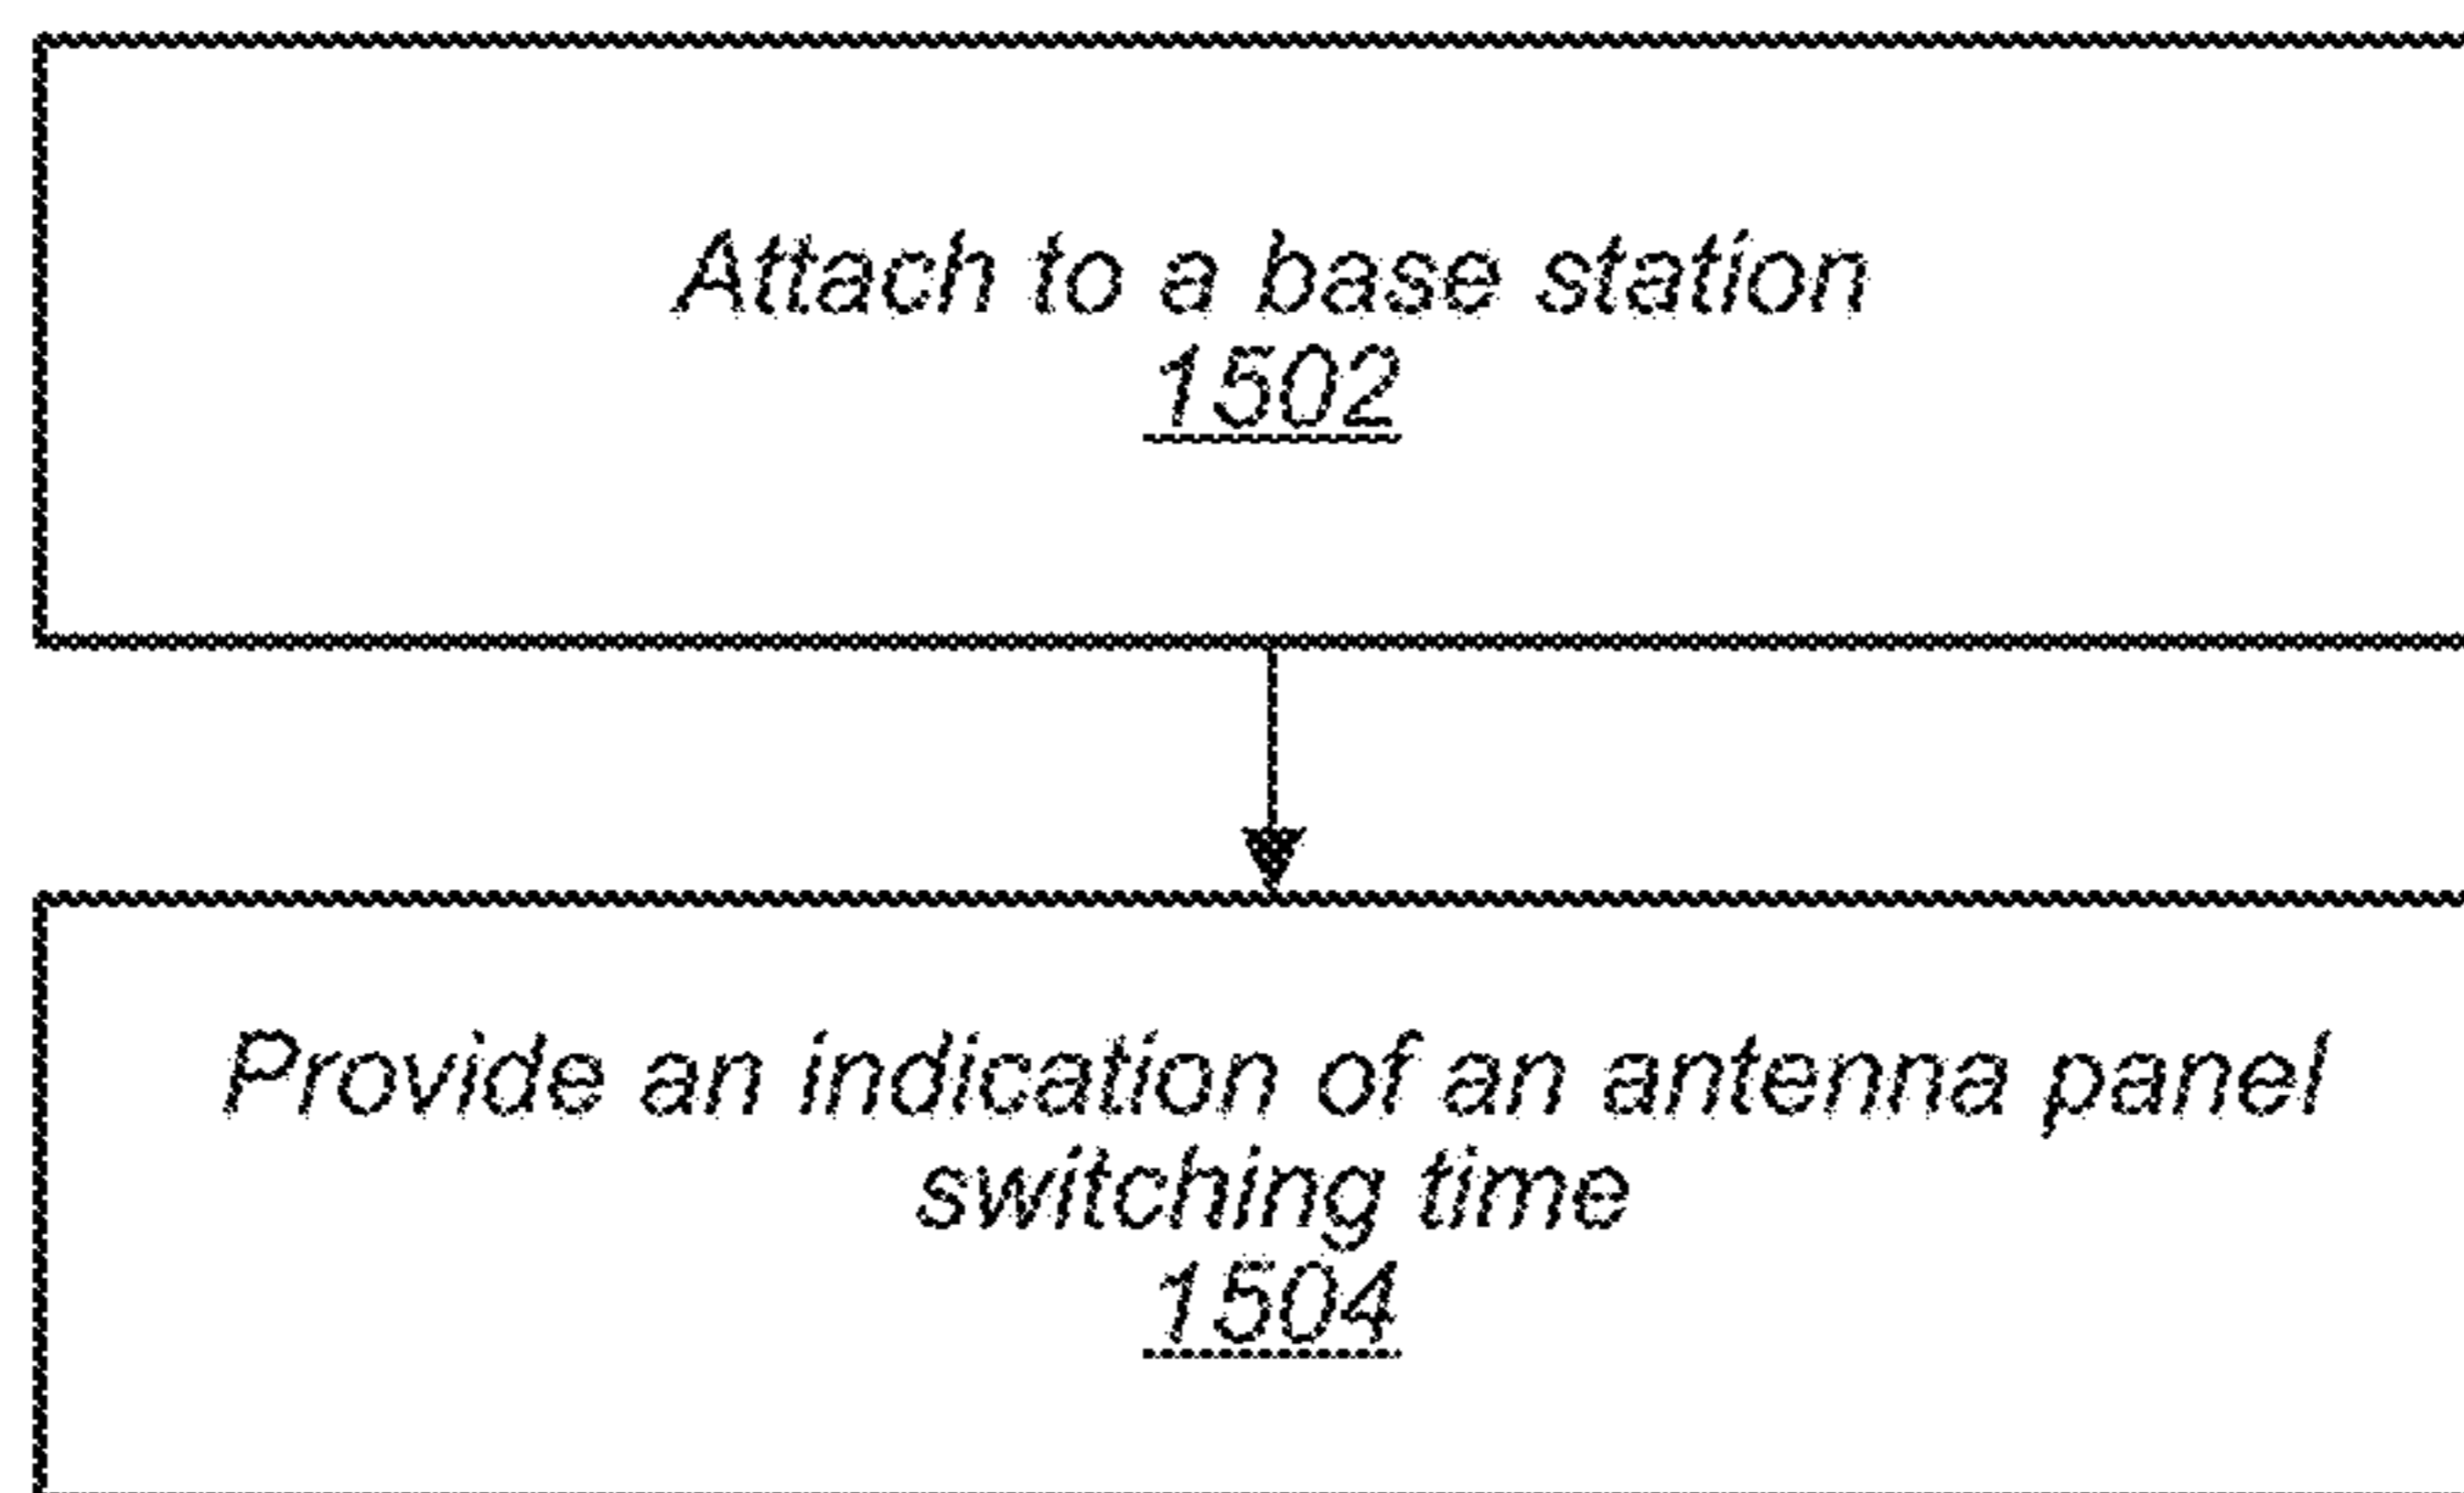 Attach to a base station
1502
Provide an indication of an antenna panel
switching time
1504